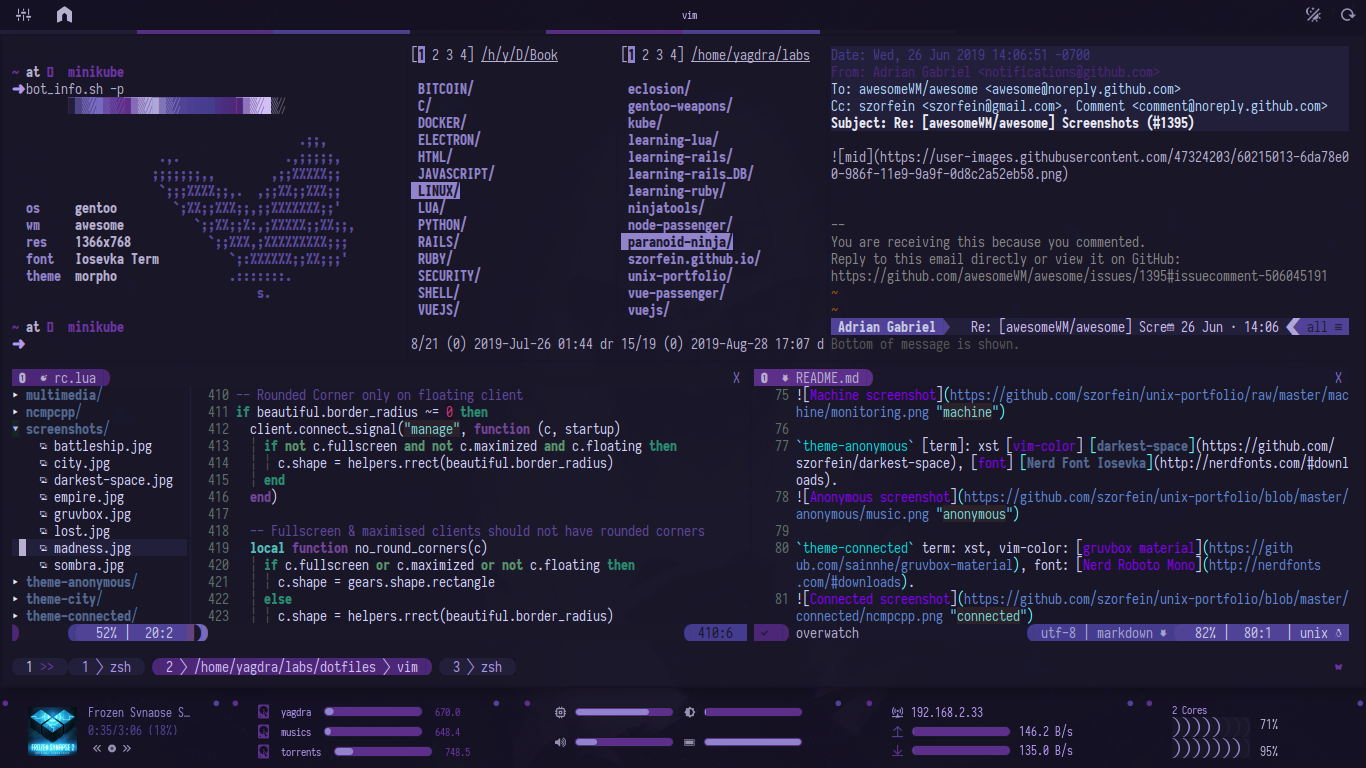 vim
~ at minikube
➜bot_info.sh -p
os gentoo
wm awesome
res 1366x768
font Iosevka Term
theme morpho
~ at minikube
➜
[1 2 3 4] /h/y/D/Book
BITCOIN/
C/
DOCKER/
ELECTRON/
HTML/
JAVASCRIPT/
LINUX/
LUA/
PYTHON/
RAILS/
RUBY/
SECURITY/
SHELL/
VUEJS/
8/21 (0) 2019-Jul-26 01:44 dr
[1 2 3 4] /home/yagdra/labs
eclosion/
gentoo-weapons/
kube/
learning-lua/
learning-rails/
learning-rails_DB/
learning-ruby/
ninjatools/
node-passenger/
paranoid-ninja/
szorfein.github.io/
unix-portfolio/
vue-passenger/
vuejs/
15/19 (0) 2019-Aug-28 17:07 d
Date: Wed, 26 Jun 2019 14:06:51 -0700
From: Adrian Gabriel <notifications@github.com>
To: awesomeWM/awesome <awesome@noreply.github.com>
Cc: szorfein <szorfein@gmail.com>, Comment <comment@noreply.github.com>
Subject: Re: [awesomeWM/awesome] Screenshots (#1395)
![mid](https://user-images.githubusercontent.com/47324203/60215013-6da78e0
0-986f-11e9-9a9f-0d8c2a52eb58.png)
--
You are receiving this because you commented.
Reply to this email directly or view it on GitHub:
https://github.com/awesomeWM/awesome/issues/1395#issuecomment-506045191
~
~
Adrian Gabriel Re: [awesomeWM/awesome] Scre 26 Jun · 14:06 all ≡
Bottom of message is shown.
rc.lua X
▸ multimedia/
▸ ncmpcpp/
▾ screenshots/
battleship.jpg
city.jpg
darkest-space.jpg
empire.jpg
gruvbox.jpg
lost.jpg
madness.jpg
sombra.jpg
▸ theme-anonymous/
▸ theme-city/
▸ theme-connected/
52% | 20:2
410 -- Rounded Corner only on floating client
411 if beautiful.border_radius ~= 0 then
412 client.connect_signal("manage", function (c, startup)
413 if not c.fullscreen and not c.maximized and c.floating then
414 c.shape = helpers.rrect(beautiful.border_radius)
415 end
416 end)
417
418 -- Fullscreen & maximised clients should not have rounded corners
419 local function no_round_corners(c)
420 if c.fullscreen or c.maximized or not c.floating then
421 c.shape = gears.shape.rectangle
422 else
423 c.shape = helpers.rrect(beautiful.border_radius)
410:6
README.md X
75 ![Machine screenshot](https://github.com/szorfein/unix-portfolio/raw/master/mac
hine/monitoring.png "machine")
76
77 `theme-anonymous` [term]: xst [vim-color] [darkest-space](https://github.com/
szorfein/darkest-space), [font] [Nerd Font Iosevka](http://nerdfonts.com/#downl
oads).
78 ![Anonymous screenshot](https://github.com/szorfein/unix-portfolio/blob/master/
anonymous/music.png "anonymous")
79
80 `theme-connected` term: xst, vim-color: [gruvbox material](https://gith
ub.com/sainnhe/gruvbox-material), font: [Nerd Roboto Mono](http://nerdfonts
.com/#downloads).
81 ![Connected screenshot](https://github.com/szorfein/unix-portfolio/blob/master/
connected/ncmpcpp.png "connected")
✓ overwatch utf-8 | markdown 82% | 80:1 | unix
1 >> 1 zsh 2 /home/yagdra/labs/dotfiles vim 3 zsh
FROZEN SYNAPSE 2
Frozen Synapse S…
0:35/3:06 (18%)
yagdra 670.0
musics 648.4
torrents 748.5
192.168.2.33
146.2 B/s
135.0 B/s
2 Cores
71%
95%